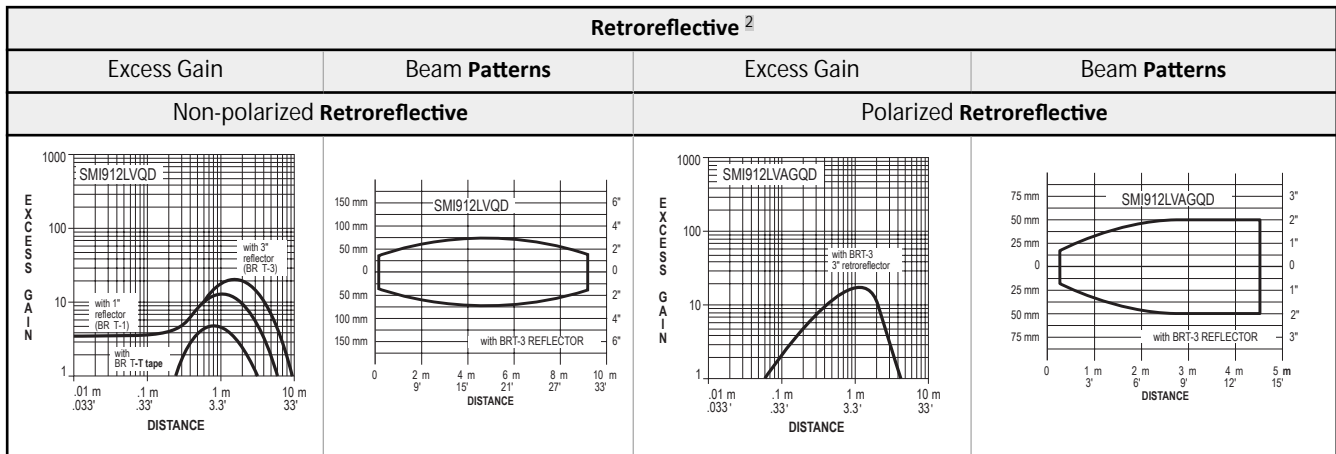 Retroreflective 2
Excess Gain
Beam Patterns
Excess Gain
Beam Patterns
Non-polarized Retroreflective
Polarized Retroreflective
EXCESS GAIN
1000
100
10
1
SMI912LVQD
with 3"
reflector
(BR T-3)
with 1"
reflector
(BR T-1)
with
BR T-T tape
.01 m .1 m 1 m 10 m
.033' .33' 3.3' 33'
DISTANCE
SMI912LVQD
150 mm 6"
100 mm 4"
50 mm 2"
0 0
50 mm 2"
100 mm 4"
150 mm 6"
with BRT-3 REFLECTOR
0 2 m 4 m 6 m 8 m 10 m
9' 15' 21' 27' 33'
DISTANCE
EXCESS GAIN
1000
100
10
1
SMI912LVAGQD
with BRT-3
3" retroreflector
.01 m .1 m 1 m 10 m
.033' .33' 3.3' 33'
DISTANCE
SMI912LVAGQD
75 mm 3"
50 mm 2"
25 mm 1"
0 0
25 mm 1"
50 mm 2"
75 mm 3"
with BRT-3 REFLECTOR
0 1 m 2 m 3 m 4 m 5 m
3' 6' 9' 12' 15'
DISTANCE